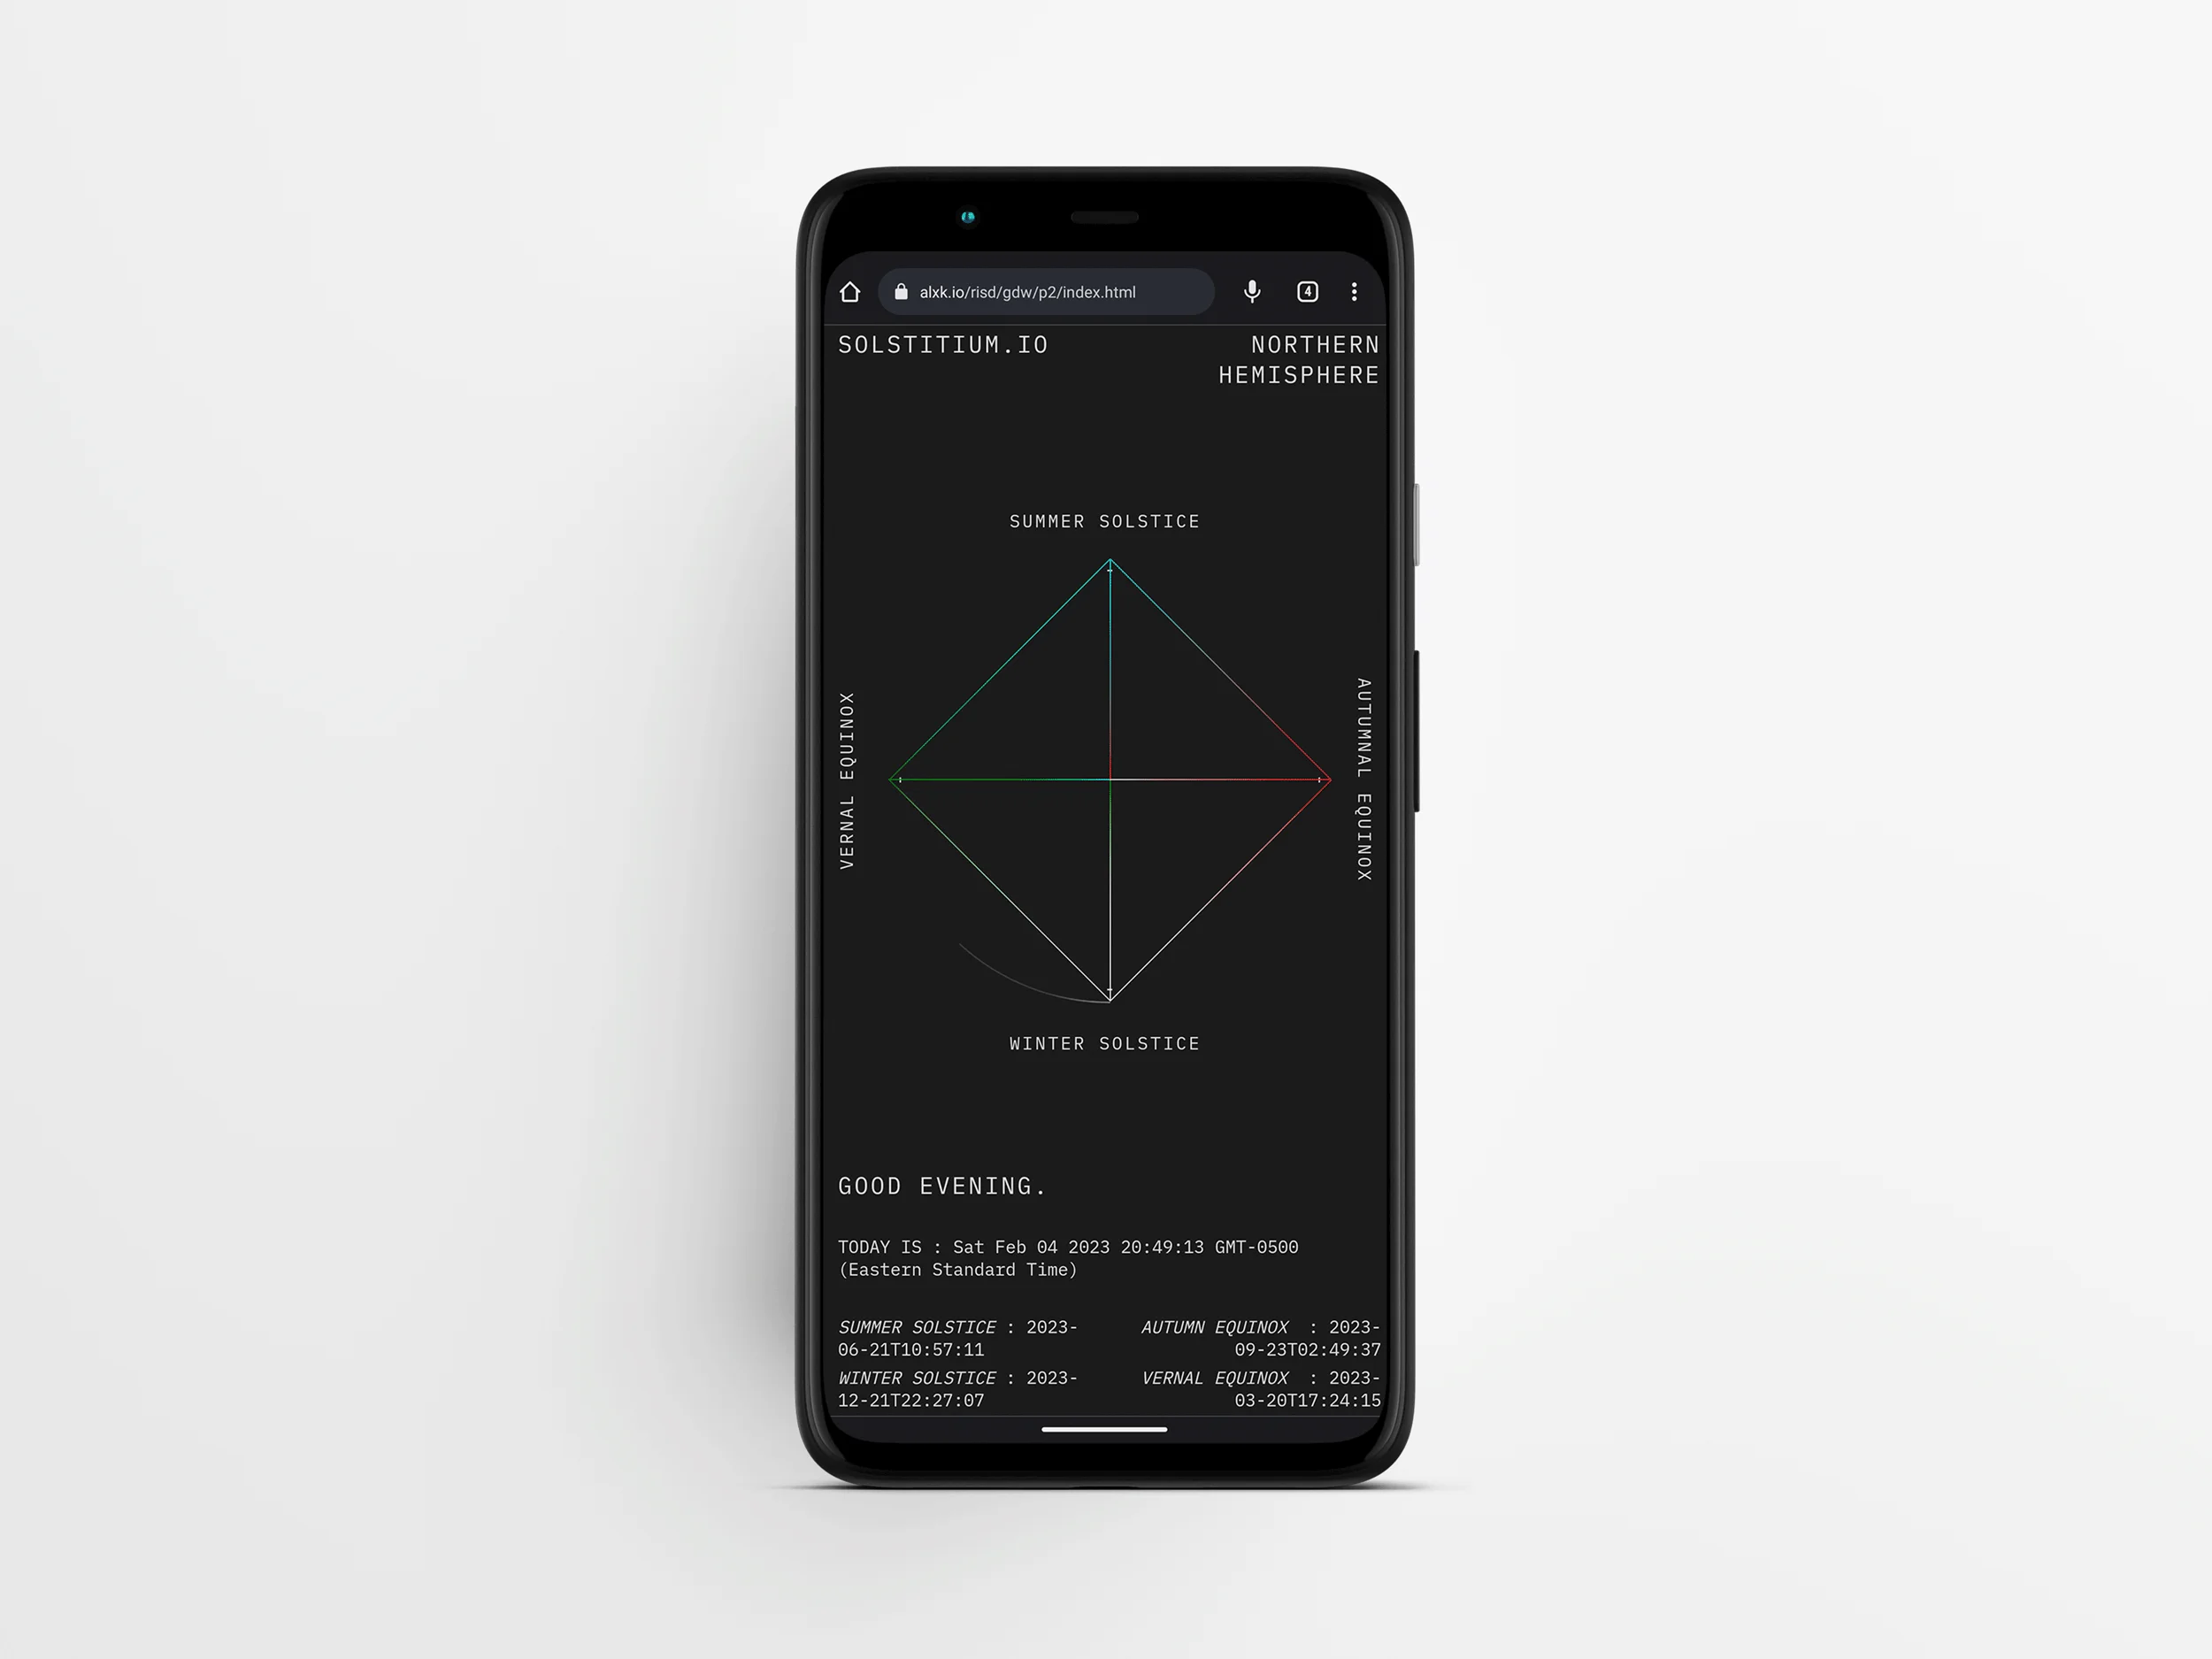 alxk.io/risd/gdw/p2/index.html
4
SOLSTITIUM.IO
NORTHERN
HEMISPHERE
SUMMER SOLSTICE
VERNAL EQUINOX
AUTUMNAL EQUINOX
WINTER SOLSTICE
GOOD EVENING.
TODAY IS : Sat Feb 04 2023 20:49:13 GMT-0500
(Eastern Standard Time)
SUMMER SOLSTICE : 2023-
06-21T10:57:11
AUTUMN EQUINOX : 2023-
09-23T02:49:37
WINTER SOLSTICE : 2023-
12-21T22:27:07
VERNAL EQUINOX : 2023-
03-20T17:24:15